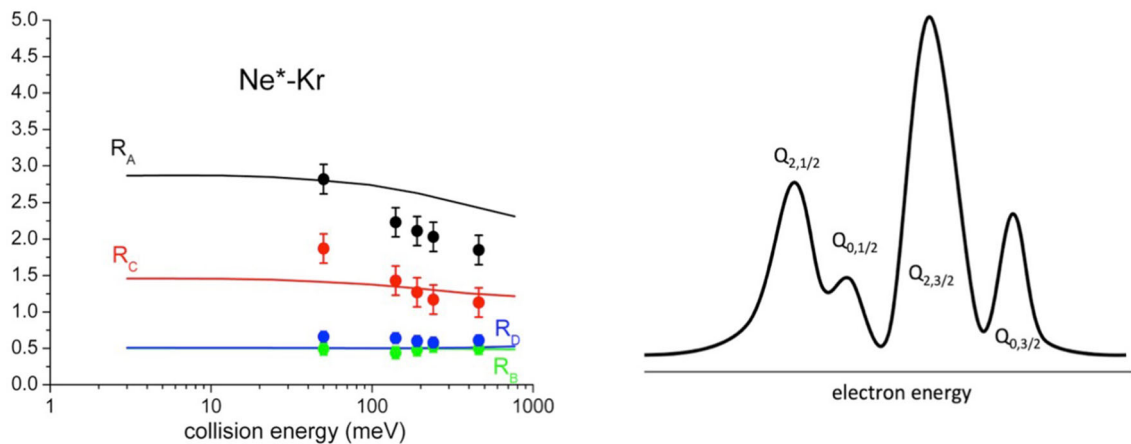 5.0
4.5
4.0
3.5
3.0
2.5
2.0
1.5
1.0
0.5
0.0
Ne*-Kr
R_A
R_C
R_D
R_B
1 10 100 1000
collision energy (meV)
Q_2,1/2
Q_0,1/2
Q_2,3/2
Q_0,3/2
electron energy